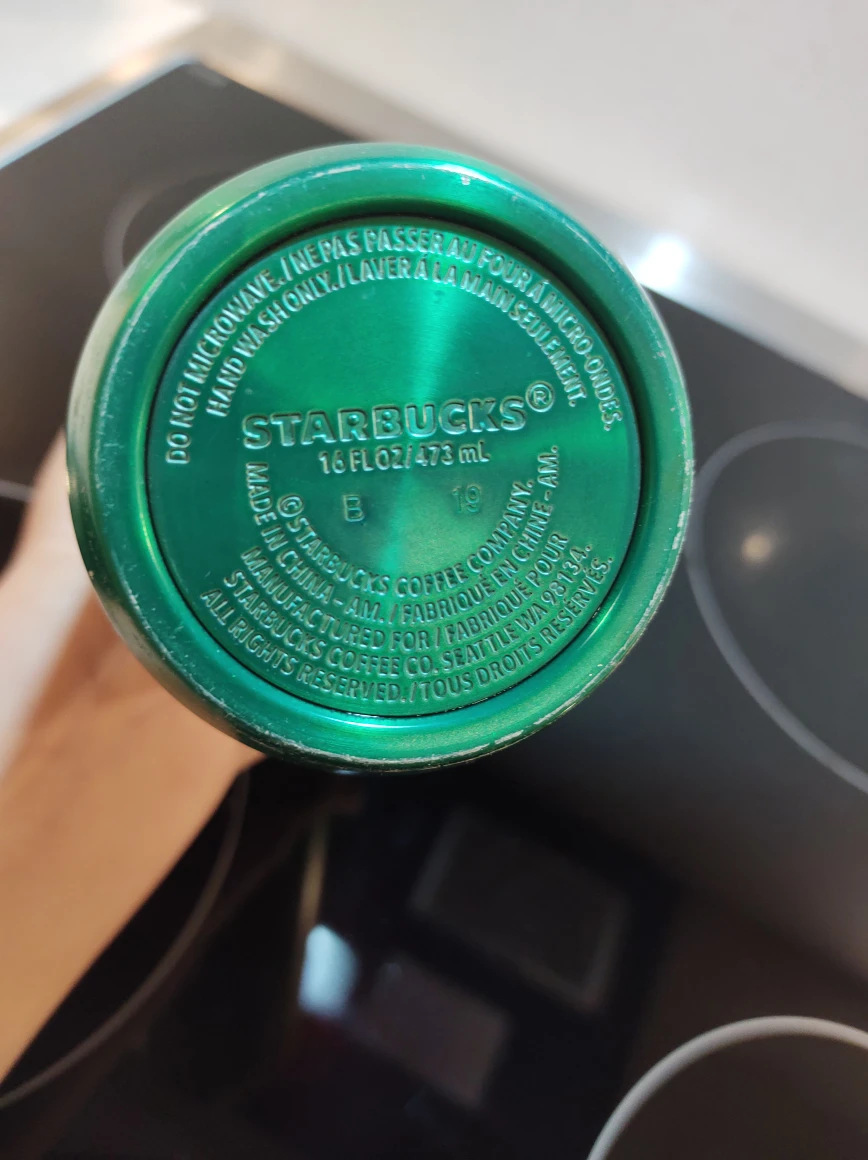 DO NOT MICROWAVE. / NE PAS PASSER AU FOUR À MICRO-ONDES.
HAND WASH ONLY. / LAVER À LA MAIN SEULEMENT.
STARBUCKS®
16 FL OZ/473 mL
B 19
© STARBUCKS COFFEE COMPANY.
MADE IN CHINA - AM. / FABRIQUÉ EN CHINE - AM.
MANUFACTURED FOR / FABRIQUÉ POUR
STARBUCKS COFFEE CO. SEATTLE WA 98134.
ALL RIGHTS RESERVED. / TOUS DROITS RÉSERVÉS.